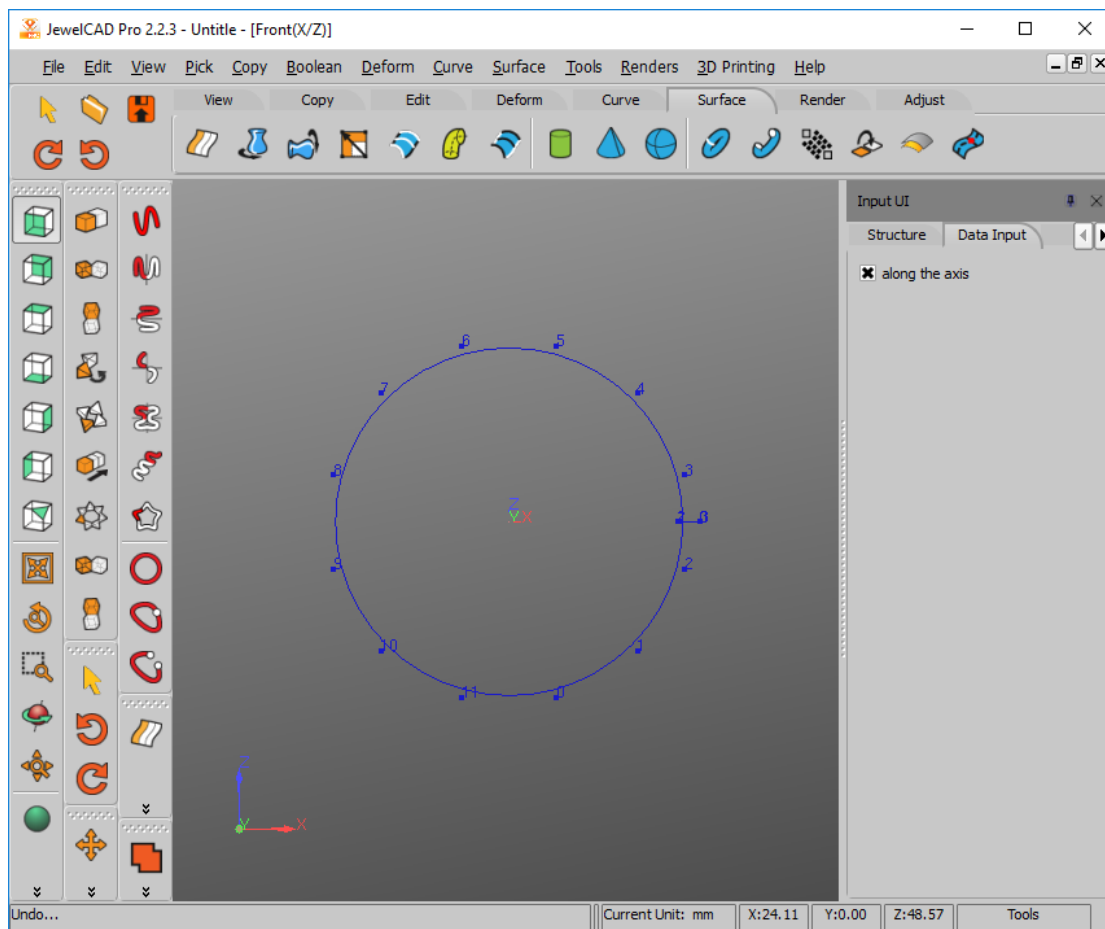 JewelCAD Pro 2.2.3 - Untitle - [Front(X/Z)]
File Edit View Pick Copy Boolean Deform Curve Surface Tools Renders 3D Printing Help
View Copy Edit Deform Curve Surface Render Adjust
Input UI
Structure Data Input
along the axis
6 5
7 4
8 3
Z
Y X
9 2
10 1
11 0
Z
Y X
Undo... Current Unit: mm X:24.11 Y:0.00 Z:48.57 Tools